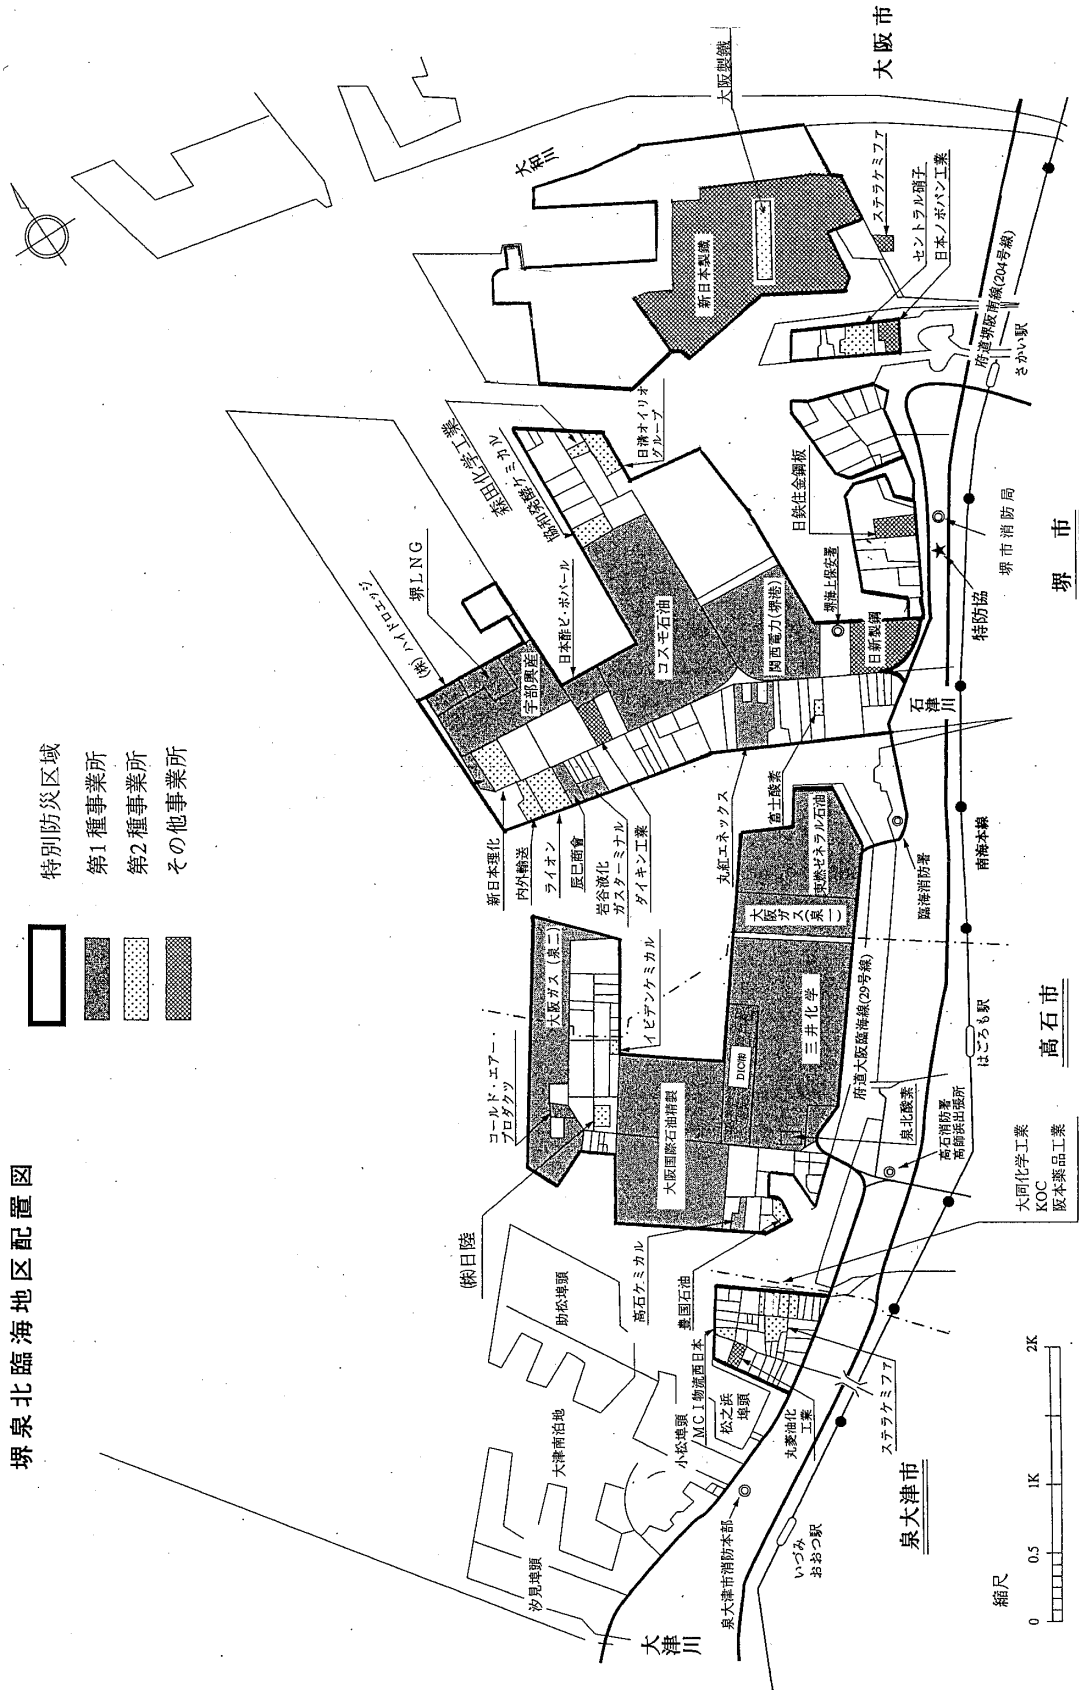 堺泉北臨海地区配置図
特別防災区域
第1種事業所
第2種事業所
その他事業所
大阪市
大和川
大阪製鐵
新日本製鐵
ステラケミファ
セントラル硝子
日本ノボパン工業
府道堺阪南線(204号線)
さかい駅
森田化学工業㈱
協和発酵ケミカル
日清オイリオ
グループ
堺LNG
(株)ハイドロエッジ
宇部興産
日本酢ビ・ポバール
コスモ石油
関西電力(堺港)
堺海上保安署
日新製鋼
日鉄住金鋼板
堺市消防局
特防協
堺市
石津川
新日本理化
内外輸送
ライオン
辰巳商會
岩谷液化
ガスターミナル
ダイキン工業
丸紅エネックス
富士酸素
東燃ゼネラル石油
大阪ガス(泉一)
臨海消防署
南海本線
大阪ガス(泉二)
コールド・エアー・
プロダクツ
イビデンケミカル
(株)日陸
大阪国際石油精製
DIC㈱
三井化学
府道大阪臨海線(29号線)
はごろも駅
高石市
泉北酸素
高石消防署
高師浜出張所
高石ケミカル
豊国石油
大同化学工業
KOC
阪本薬品工業
助松埠頭
小松埠頭
MCI物流西日本
松之浜
埠頭
丸菱油化
工業
ステラケミファ
大津南泊地
汐見埠頭
泉大津市消防本部
いづみ
おおつ駅
泉大津市
大津川
縮尺
0
0.5
1K
2K